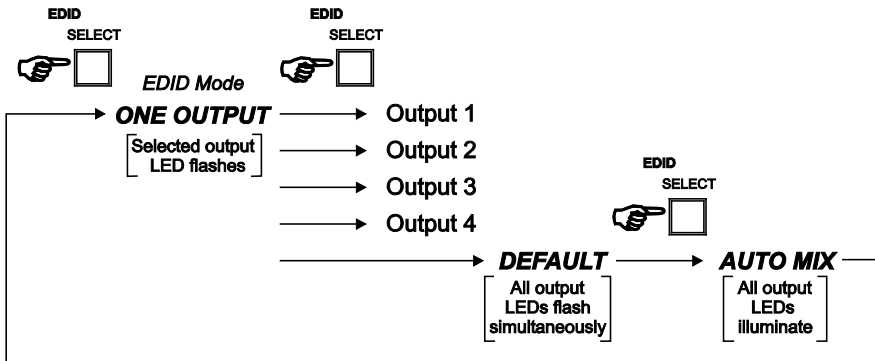 EDID
SELECT
EDID
SELECT
EDID Mode
ONE OUTPUT
Selected output
LED flashes
Output 1
Output 2
Output 3
Output 4
EDID
SELECT
DEFAULT
All output
LEDs flash
simultaneously
AUTO MIX
All output
LEDs
illuminate